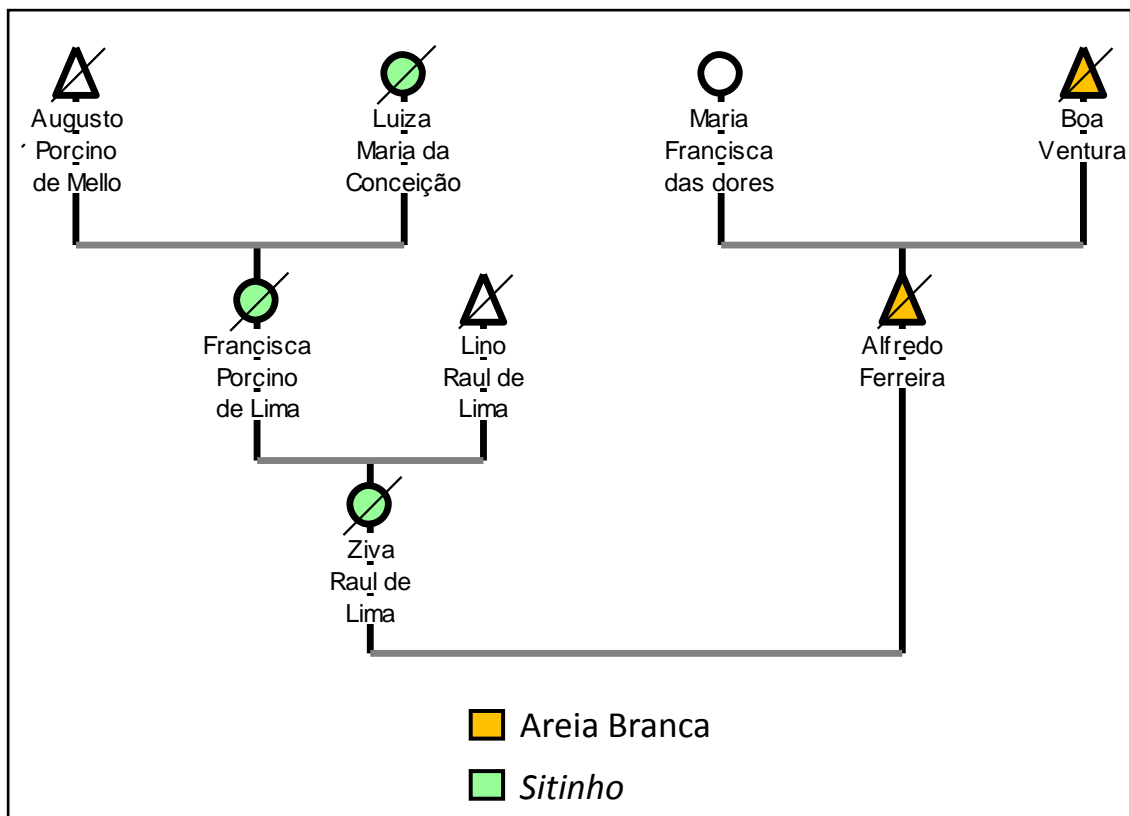 Augusto
Porcino
de Mello
Luiza
Maria da
Conceição
Maria
Francisca
das dores
Boa
Ventura
Francisca
Porcino
de Lima
Lino
Raul de
Lima
Alfredo
Ferreira
Ziva
Raul de
Lima
Areia Branca
Sitinho